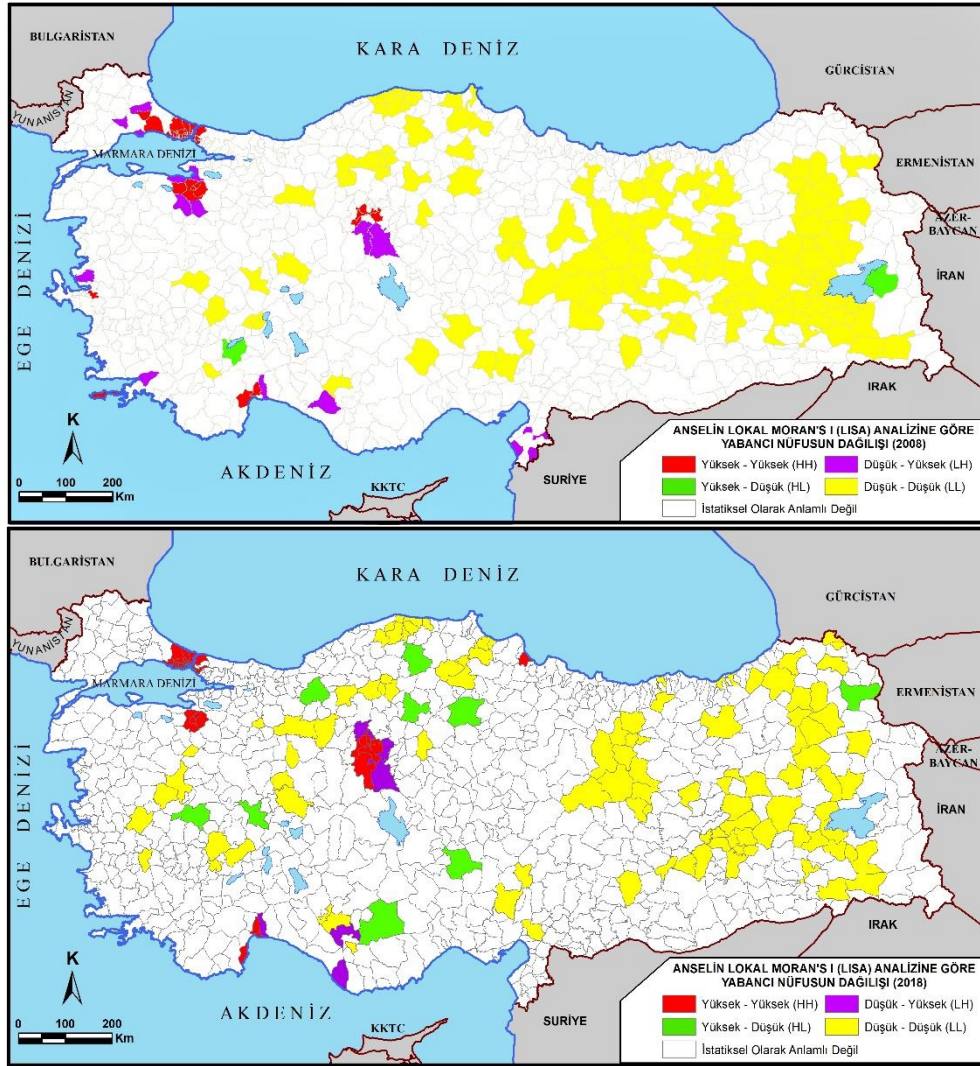 BULGARİSTAN
KARA DENİZ
GÜRCİSTAN
YUNANİSTAN
MARMARA DENİZİ
ERMENİSTAN
AZER-
BAYCAN
İRAN
EGE DENİZİ
IRAK
K
0 100 200
Km
AKDENİZ
KKTC
SURİYE
ANSELİN LOKAL MORAN'S I (LISA) ANALİZİNE GÖRE
YABANCI NÜFUSUN DAĞILIŞI (2008)
Yüksek - Yüksek (HH) Düşük - Yüksek (LH)
Yüksek - Düşük (HL) Düşük - Düşük (LL)
İstatiksel Olarak Anlamlı Değil
BULGARİSTAN
KARA DENİZ
GÜRCİSTAN
YUNANİSTAN
MARMARA DENİZİ
ERMENİSTAN
AZER-
BAYCAN
İRAN
EGE DENİZİ
IRAK
K
0 100 200
Km
AKDENİZ
KKTC
SURİYE
ANSELİN LOKAL MORAN'S I (LISA) ANALİZİNE GÖRE
YABANCI NÜFUSUN DAĞILIŞI (2018)
Yüksek - Yüksek (HH) Düşük - Yüksek (LH)
Yüksek - Düşük (HL) Düşük - Düşük (LL)
İstatiksel Olarak Anlamlı Değil